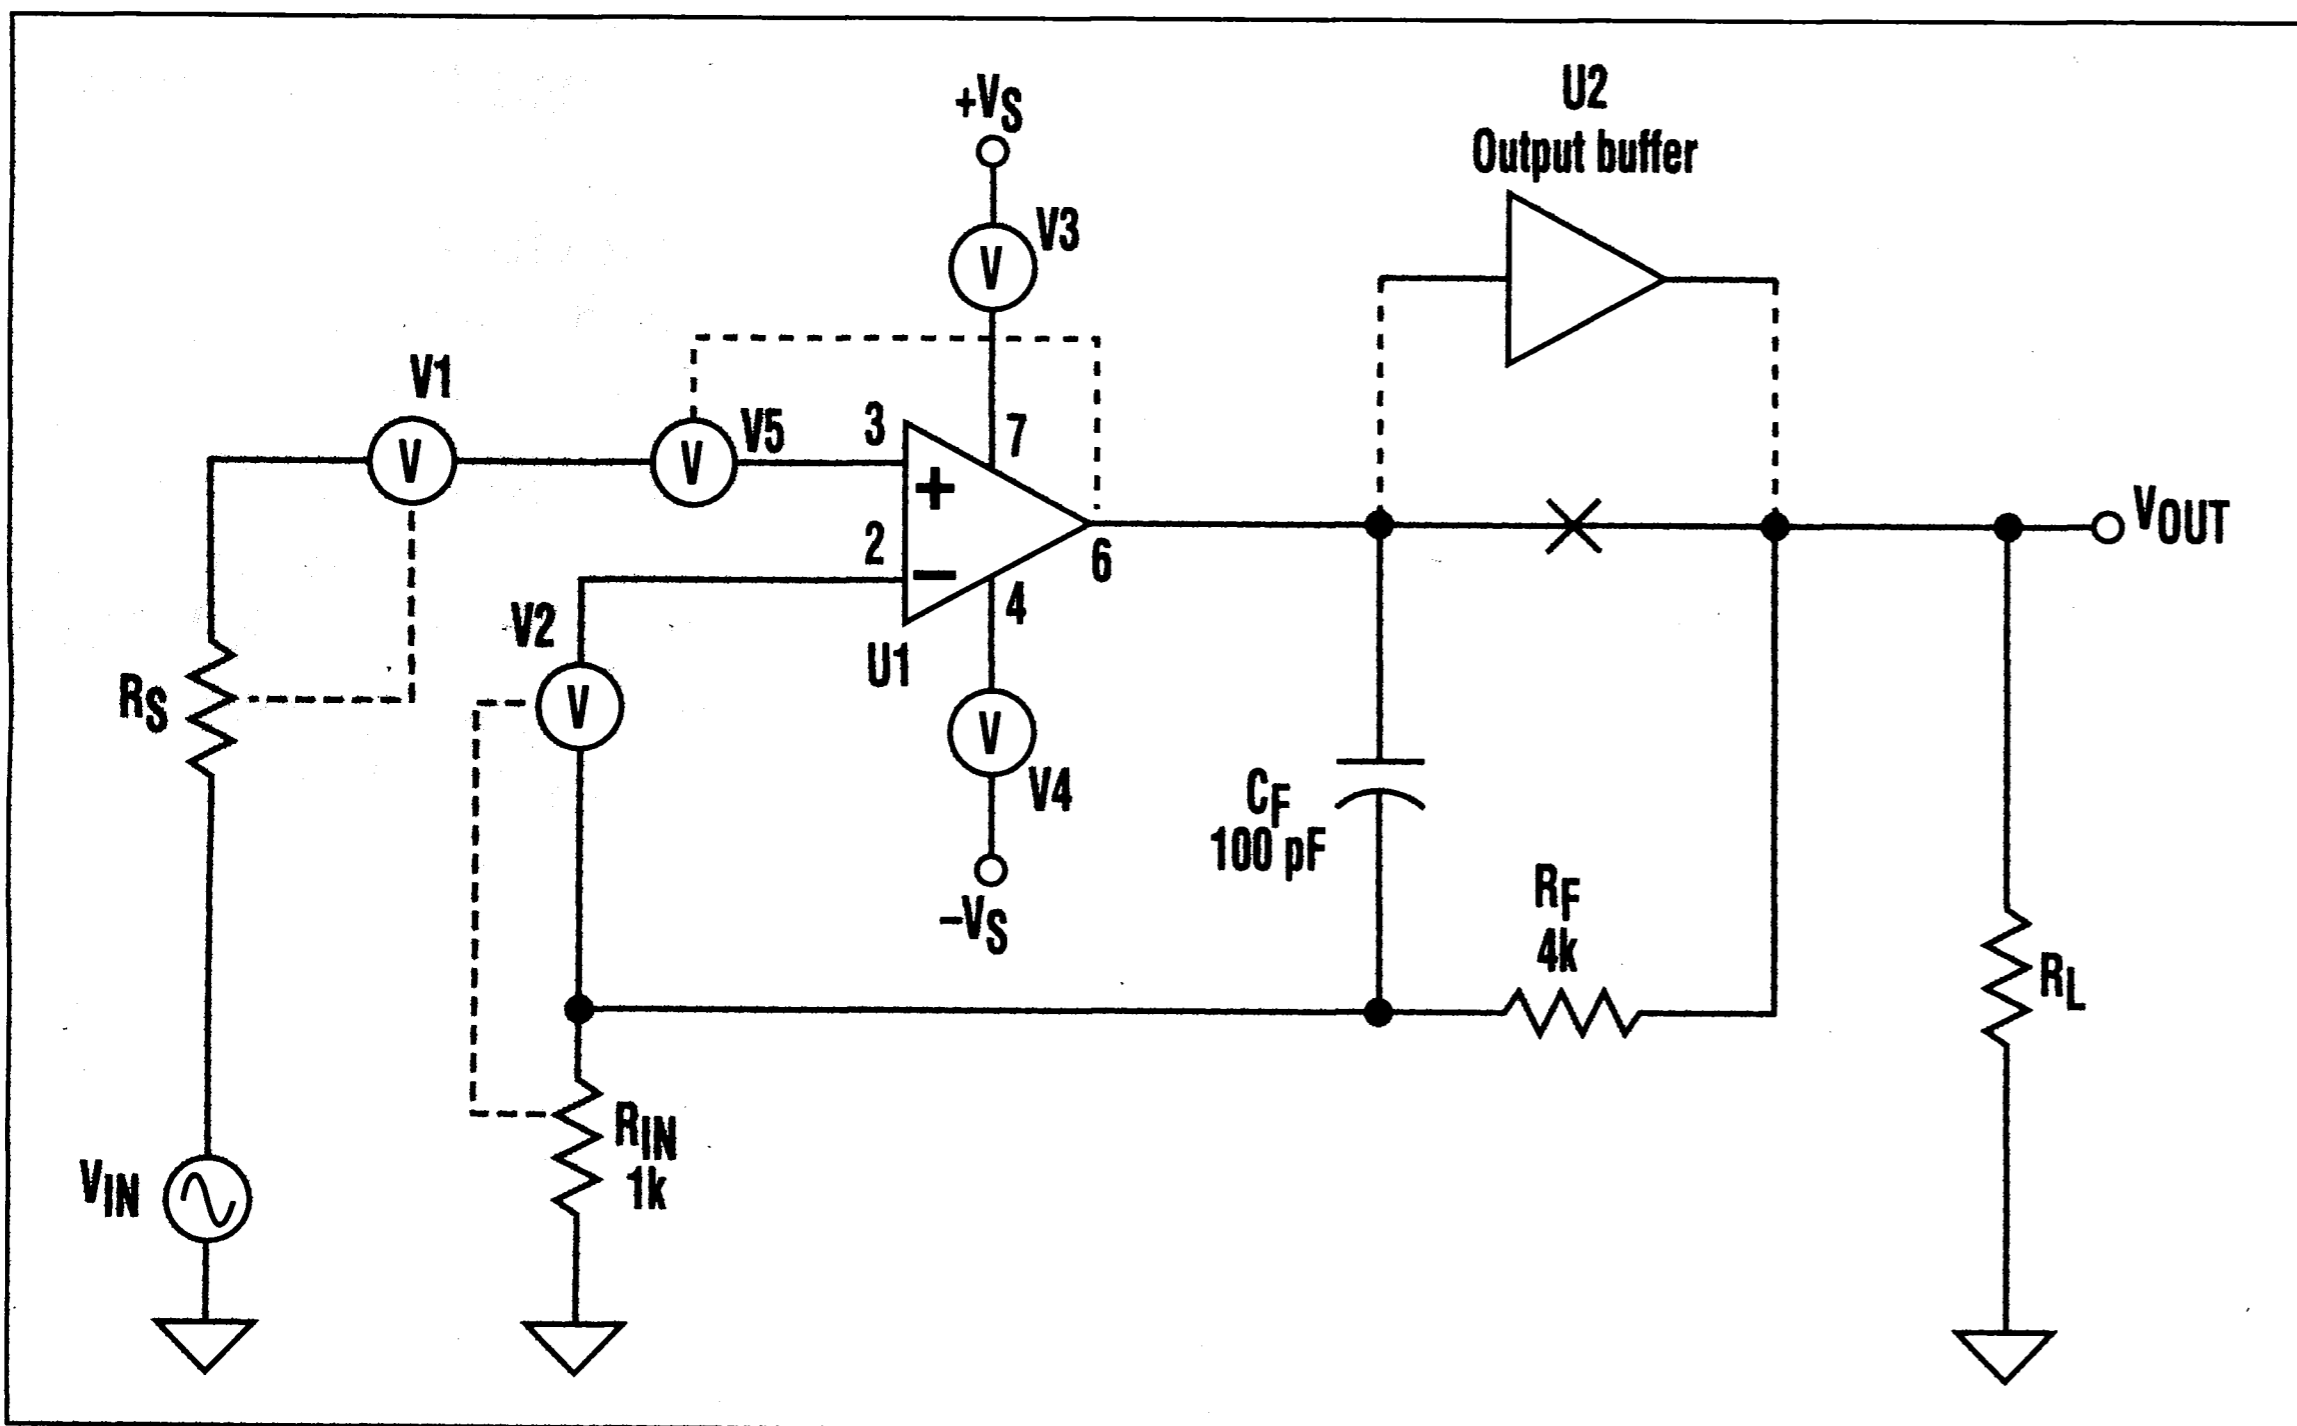 U2
Output buffer
+VS
V3
V
V1
V
V5
V
3
7
+
2
–
6
4
U1
VOUT
V2
V
RS
V
V4
–VS
CF
100 pF
RF
4k
RL
RIN
1k
VIN